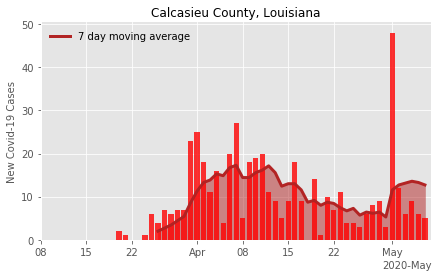 Calcasieu County, Louisiana
7 day moving average
New Covid-19 Cases
50
40
30
20
10
0
08 15 22 Apr 08 15 22 May
2020-May